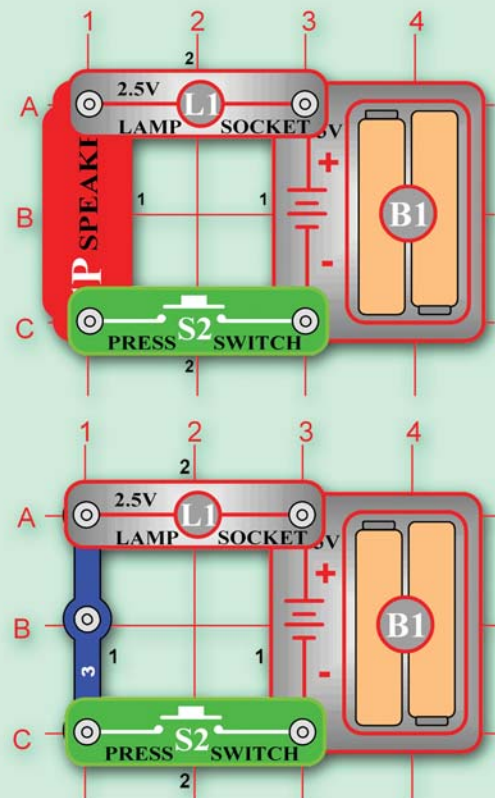 1 2 3 4
2
A
2.5V L1
LAMP SOCKET
+
B
SPEAK
1 1
B1
P
-
C
S2
PRESS SWITCH
2
1 2 3 4
2
A
2.5V L1
LAMP SOCKET
+
B
B1
3
1 1
-
C
S2
PRESS SWITCH
2